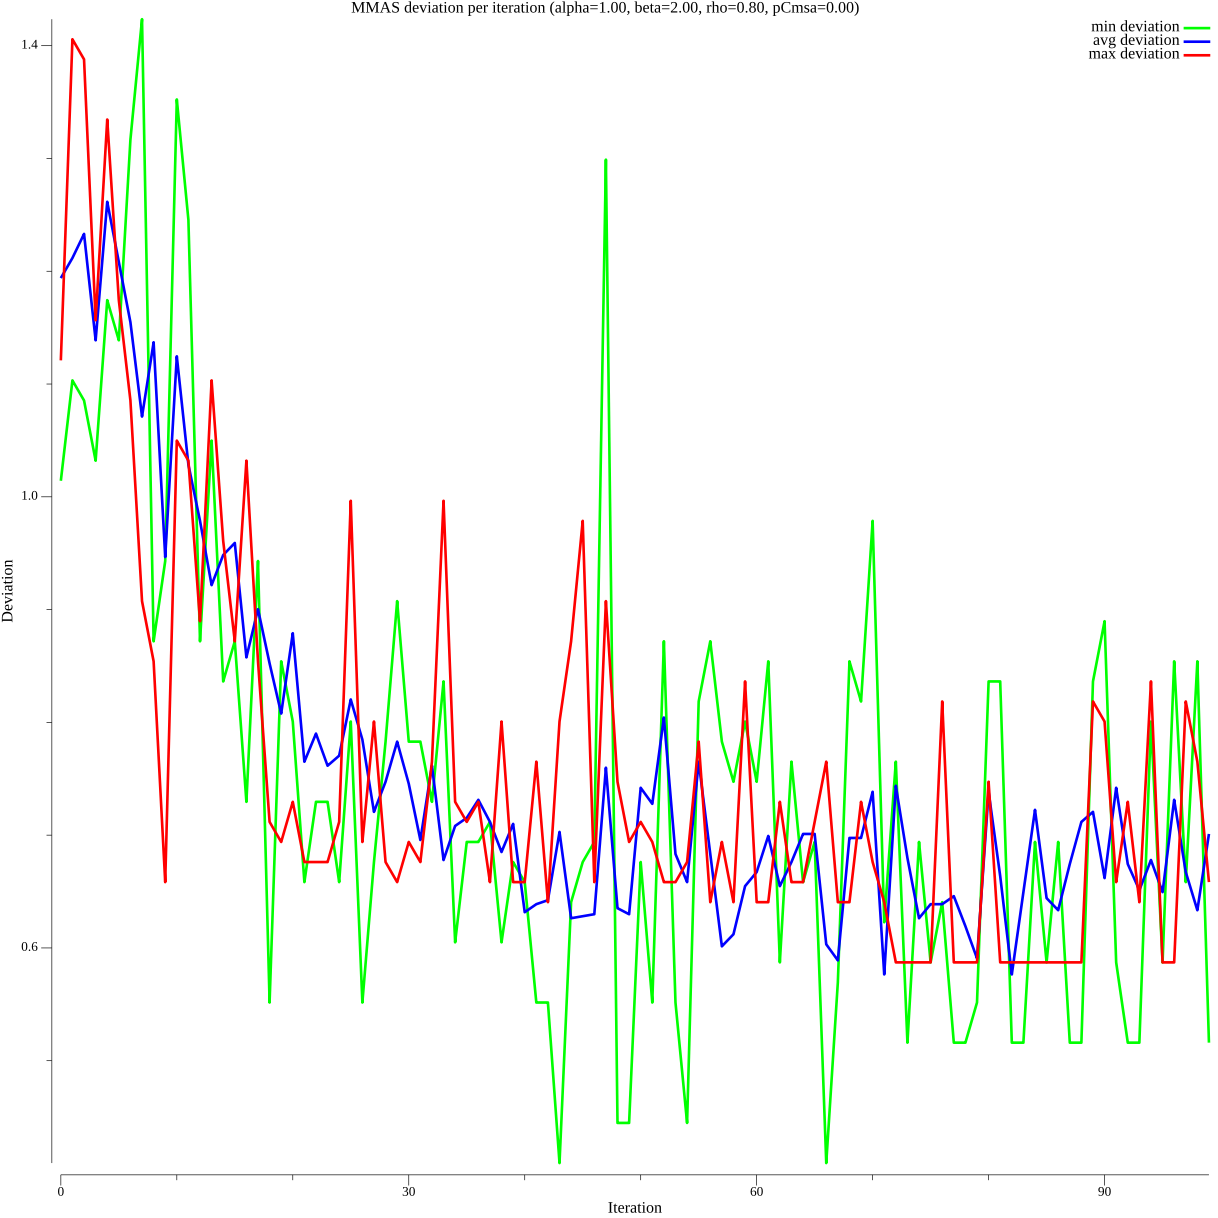 MMAS deviation per iteration (alpha=1.00, beta=2.00, rho=0.80, pCmsa=0.00)
min deviation
avg deviation
max deviation
1.4
1.0
0.6
Deviation
0 30 60 90
Iteration